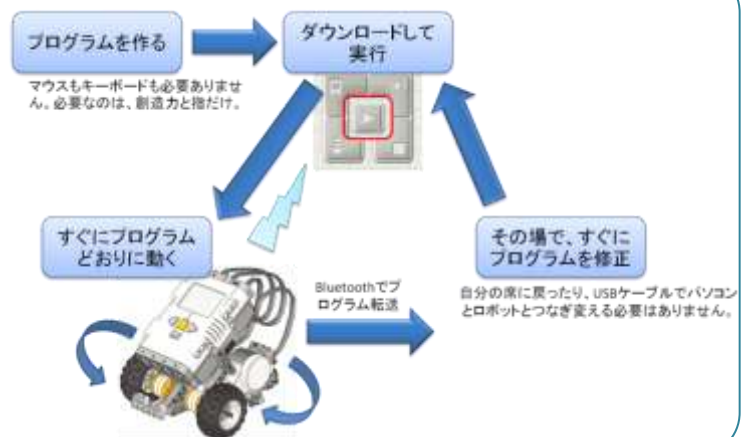 プログラムを作る
ダウンロードして
実行
マウスもキーボードも必要ありませ
ん。必要なのは、創造力と指だけ。
すぐにプログラム
どおりに動く
その場で、すぐに
プログラムを修正
Bluetoothでプ
ログラム転送
自分の席に戻ったり、USBケーブルでパソコン
とロボットとつなぎ変える必要はありません。